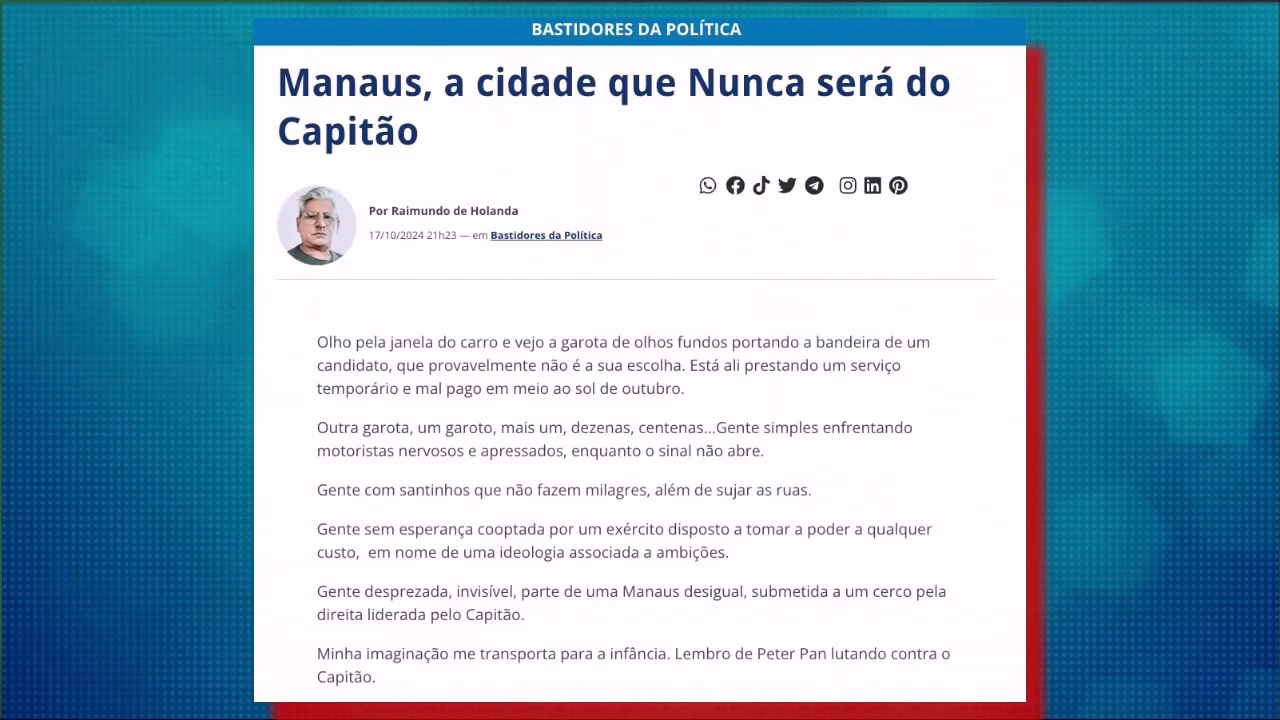 BASTIDORES DA POLÍTICA
Manaus, a cidade que Nunca será do
Capitão
Por Raimundo de Holanda
17/10/2024 21h23 — em Bastidores da Política
Olho pela janela do carro e vejo a garota de olhos fundos portando a bandeira de um
candidato, que provavelmente não é a sua escolha. Está ali prestando um serviço
temporário e mal pago em meio ao sol de outubro.
Outra garota, um garoto, mais um, dezenas, centenas...Gente simples enfrentando
motoristas nervosos e apressados, enquanto o sinal não abre.
Gente com santinhos que não fazem milagres, além de sujar as ruas.
Gente sem esperança cooptada por um exército disposto a tomar a poder a qualquer
custo,  em nome de uma ideologia associada a ambições.
Gente desprezada, invisível, parte de uma Manaus desigual, submetida a um cerco pela
direita liderada pelo Capitão.
Minha imaginação me transporta para a infância. Lembro de Peter Pan lutando contra o
Capitão.